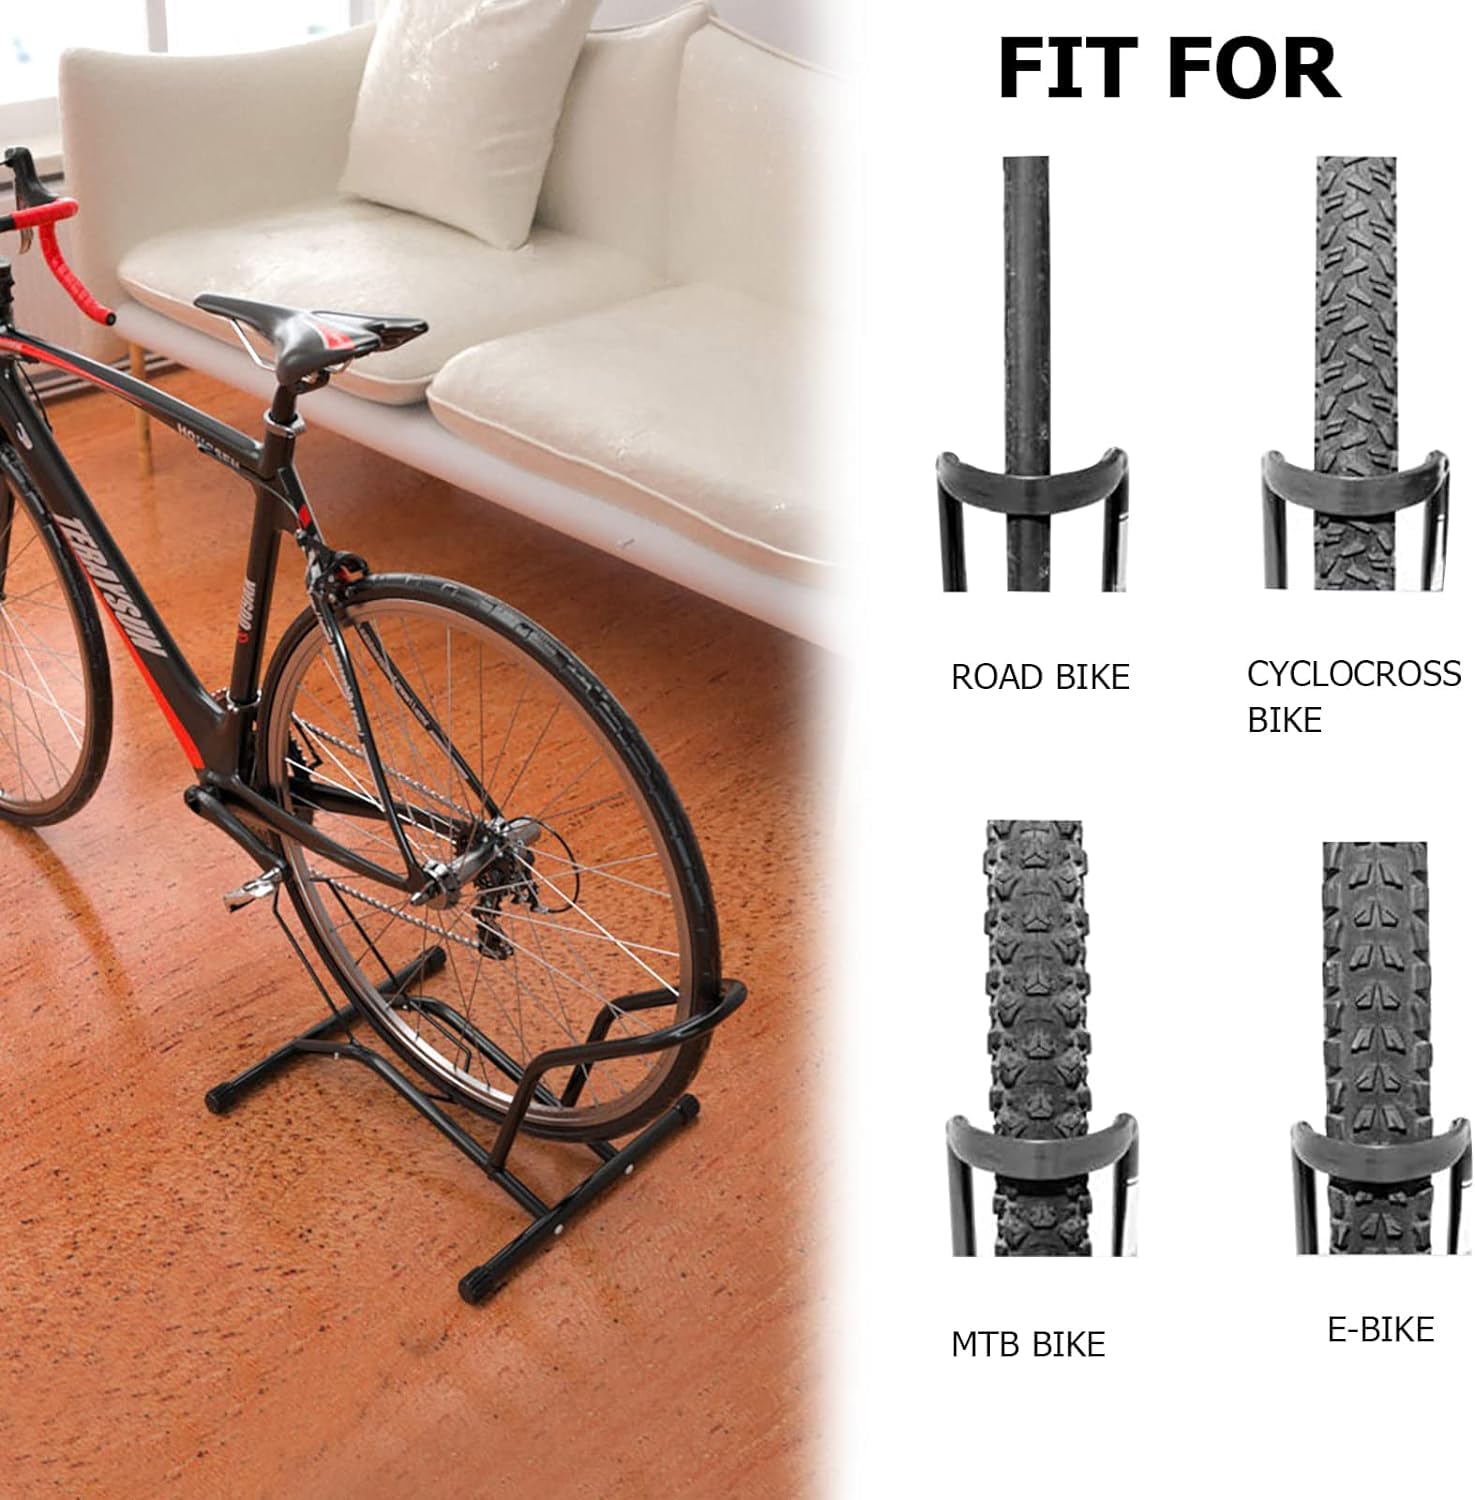 FIT FOR
ROAD BIKE
CYCLOCROSS
BIKE
MTB BIKE
E-BIKE